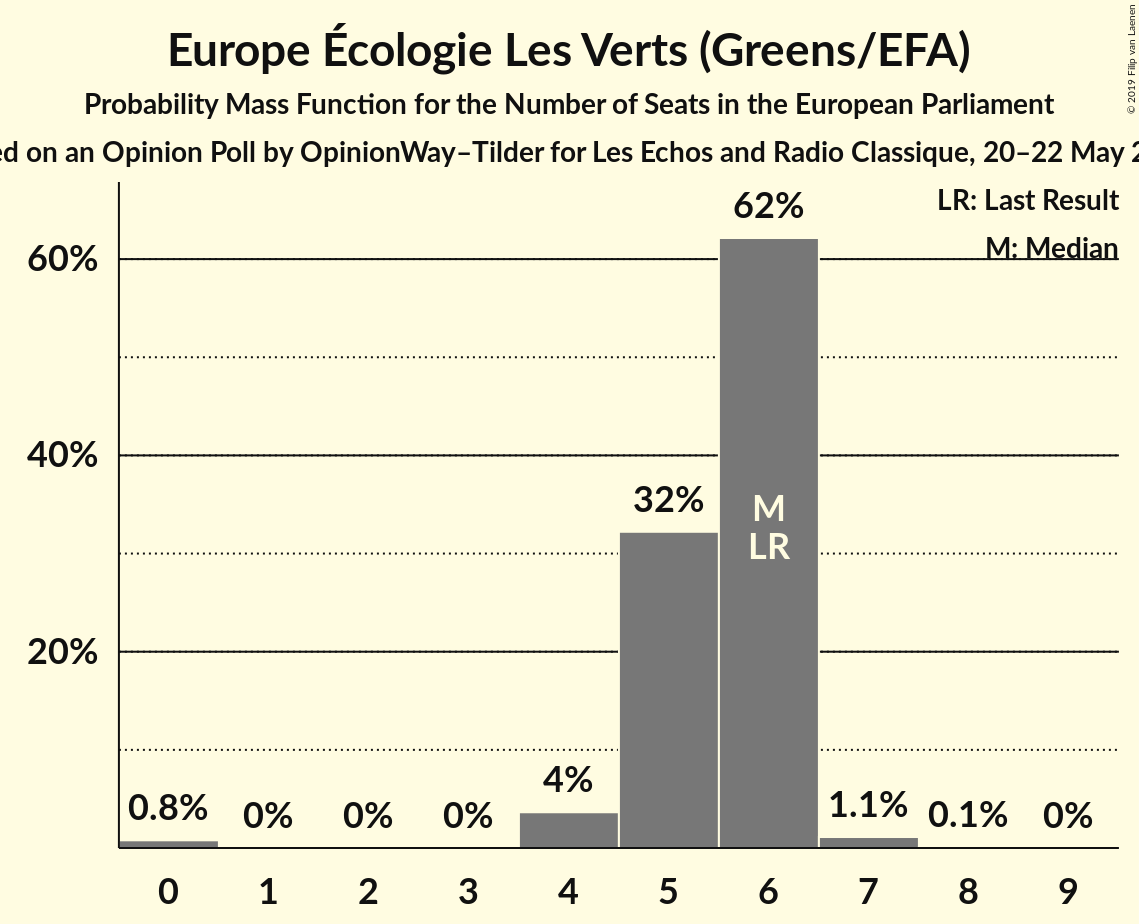 Europe Écologie Les Verts (Greens/EFA)
Probability Mass Function for the Number of Seats in the European Parliament
on an Opinion Poll by OpinionWay–Tilder for Les Echos and Radio Classique, 20–22 May
© 2019 Filip van Laenen
LR: Last Result
M: Median
60%
40%
20%
0.8%
0%
0%
0%
4%
32%
62%
M
LR
1.1%
0.1%
0%
0 1 2 3 4 5 6 7 8 9